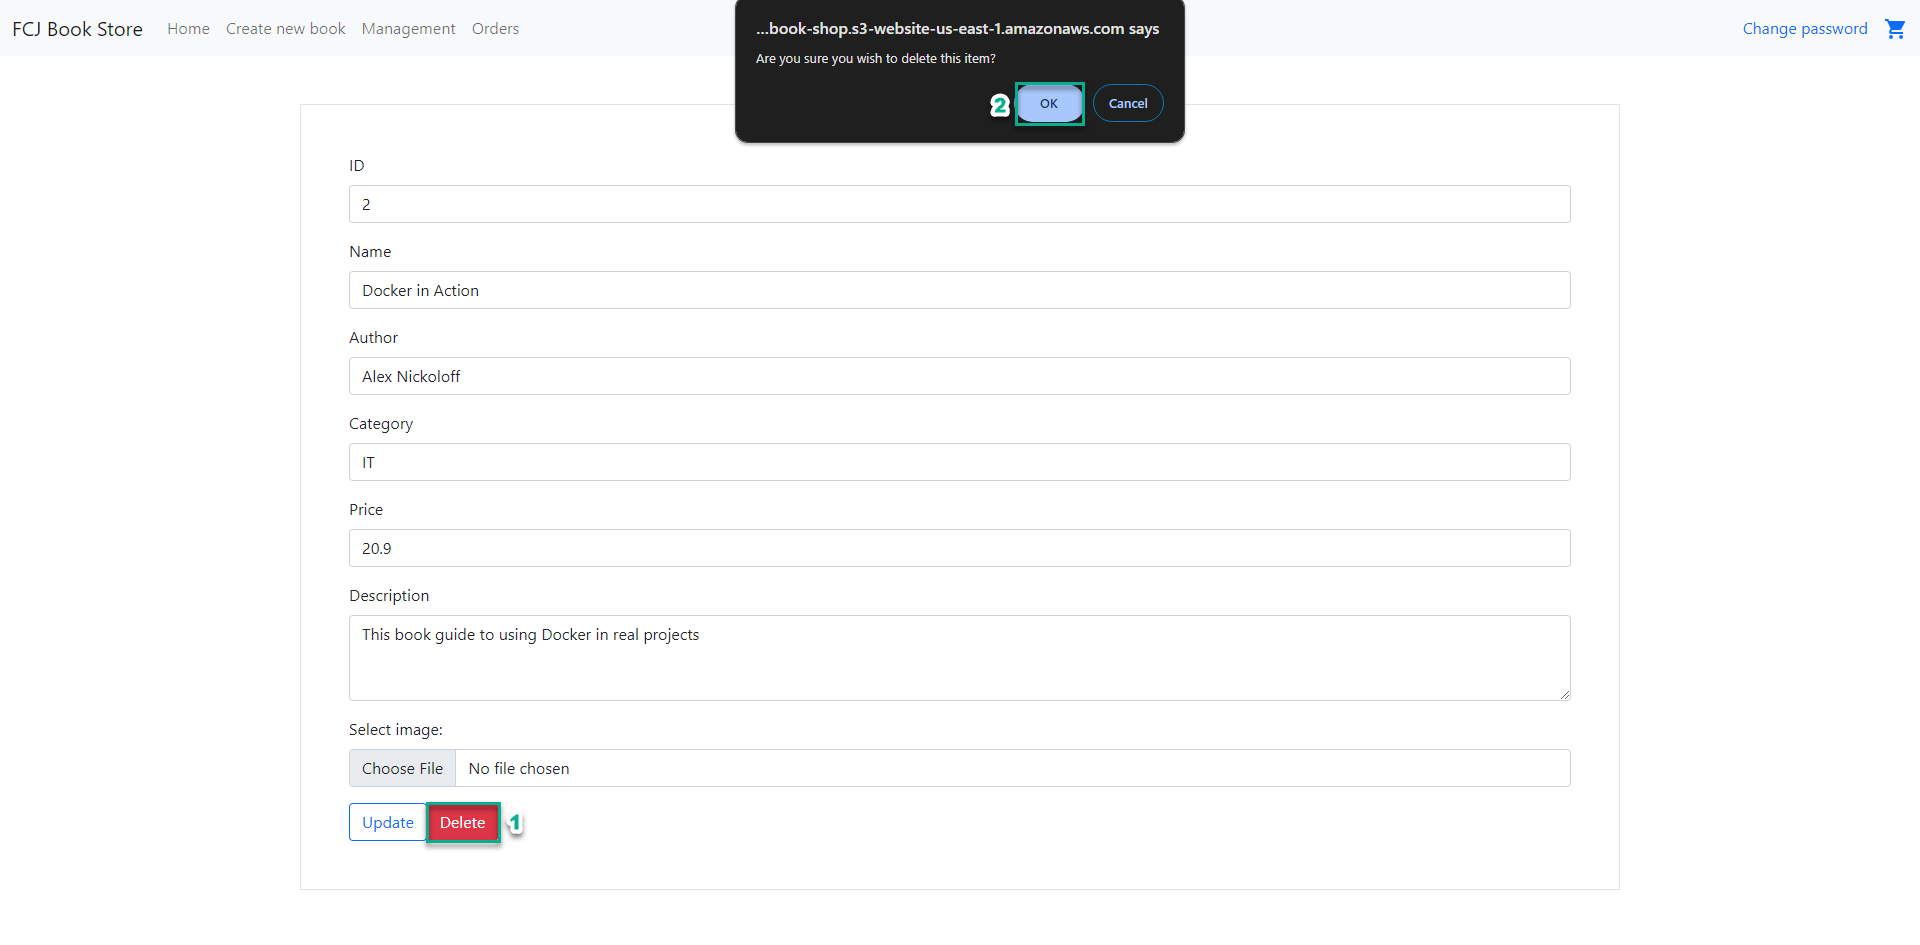 FCJ Book Store Home Create new book Management Orders Change password
...book-shop.s3-website-us-east-1.amazonaws.com says
Are you sure you wish to delete this item?
2 OK Cancel
ID
2
Name
Docker in Action
Author
Alex Nickoloff
Category
IT
Price
20.9
Description
This book guide to using Docker in real projects
Select image:
Choose File No file chosen
Update Delete 1